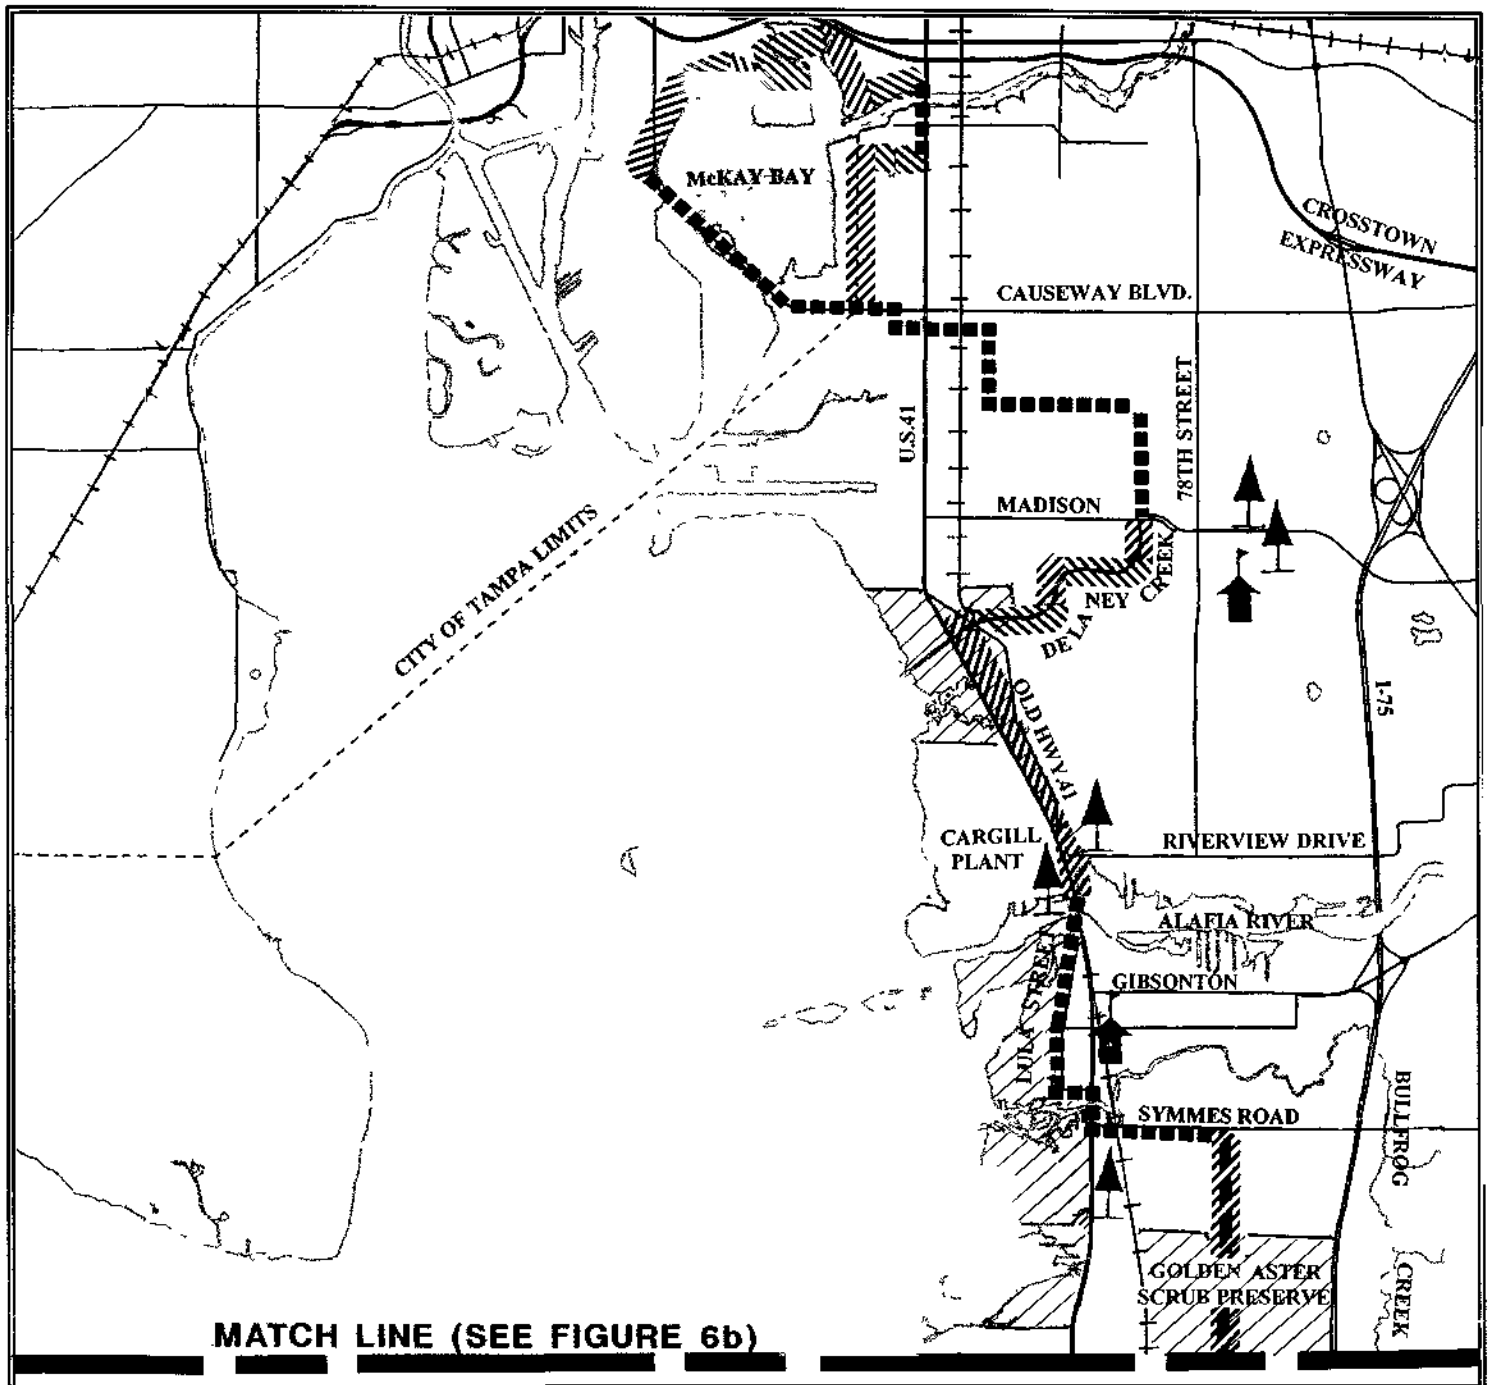 McKAY BAY
CROSSTOWN
EXPRESSWAY
CAUSEWAY BLVD.
U.S.41
78TH STREET
MADISON
CITY OF TAMPA LIMITS
DE LA
NEY
CREEK
OLD HWY.41
I-75
CARGILL
PLANT
RIVERVIEW DRIVE
ALAFIA RIVER
LULA STREET
GIBSONTON
SYMMES ROAD
BULLFROG
CREEK
GOLDEN ASTER
SCRUB PRESERVE
MATCH LINE (SEE FIGURE 6b)